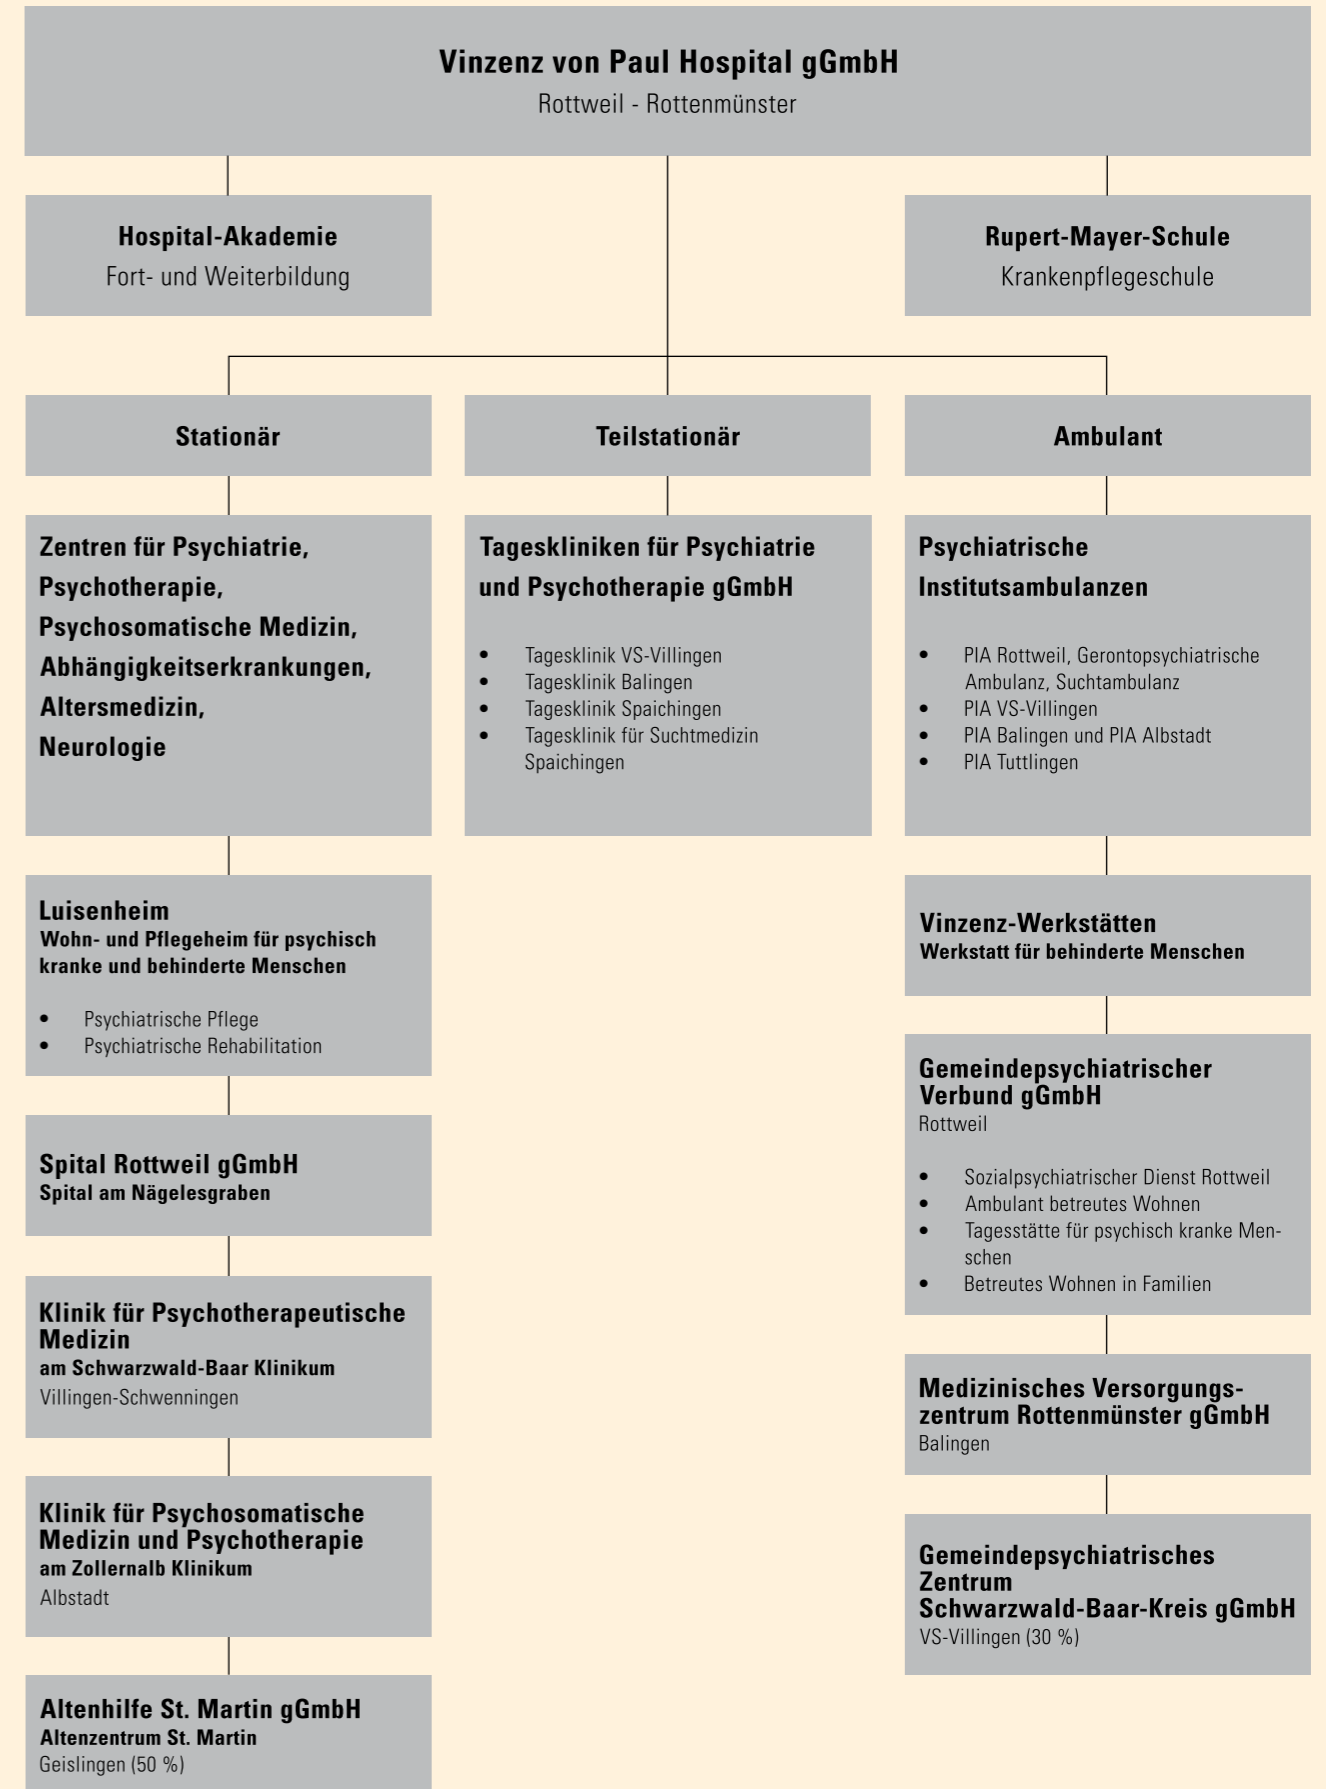 Vinzenz von Paul Hospital gGmbH
Rottweil - Rottenmünster
Hospital-Akademie
Fort- und Weiterbildung
Rupert-Mayer-Schule
Krankenpflegeschule
Stationär
Teilstationär
Ambulant
Zentren für Psychiatrie,
Psychotherapie,
Psychosomatische Medizin,
Abhängigkeitserkrankungen,
Altersmedizin,
Neurologie
Tageskliniken für Psychiatrie
und Psychotherapie gGmbH
• Tagesklinik VS-Villingen
• Tagesklinik Balingen
• Tagesklinik Spaichingen
• Tagesklinik für Suchtmedizin
Spaichingen
Psychiatrische
Institutsambulanzen
• PIA Rottweil, Gerontopsychiatrische
Ambulanz, Suchtambulanz
• PIA VS-Villingen
• PIA Balingen und PIA Albstadt
• PIA Tuttlingen
Luisenheim
Wohn- und Pflegeheim für psychisch
kranke und behinderte Menschen
• Psychiatrische Pflege
• Psychiatrische Rehabilitation
Spital Rottweil gGmbH
Spital am Nägelesgraben
Klinik für Psychotherapeutische
Medizin
am Schwarzwald-Baar Klinikum
Villingen-Schwenningen
Klinik für Psychosomatische
Medizin und Psychotherapie
am Zollernalb Klinikum
Albstadt
Altenhilfe St. Martin gGmbH
Altenzentrum St. Martin
Geislingen (50 %)
Vinzenz-Werkstätten
Werkstatt für behinderte Menschen
Gemeindepsychiatrischer
Verbund gGmbH
Rottweil
• Sozialpsychiatrischer Dienst Rottweil
• Ambulant betreutes Wohnen
• Tagesstätte für psychisch kranke Men-
schen
• Betreutes Wohnen in Familien
Medizinisches Versorgungs-
zentrum Rottenmünster gGmbH
Balingen
Gemeindepsychiatrisches
Zentrum
Schwarzwald-Baar-Kreis gGmbH
VS-Villingen (30 %)